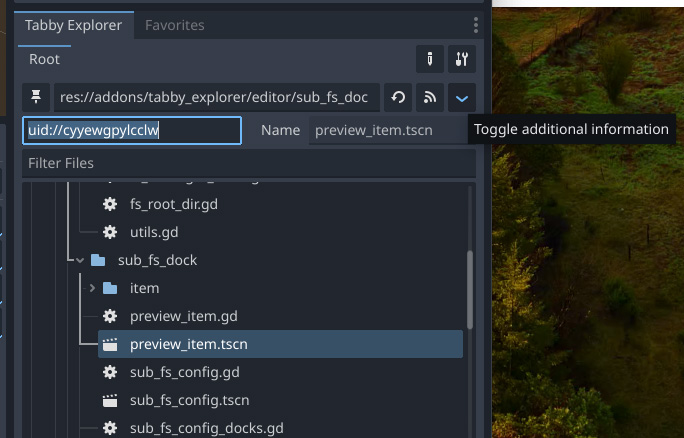 Tabby Explorer Favorites
Root
res://addons/tabby_explorer/editor/sub_fs_doc
uid://cyyewgpylcclw Name preview_item.tscn
Toggle additional information
Filter Files
fs_root_dir.gd
utils.gd
sub_fs_dock
item
preview_item.gd
preview_item.tscn
sub_fs_config.gd
sub_fs_config.tscn
sub_fs_config_docks.gd